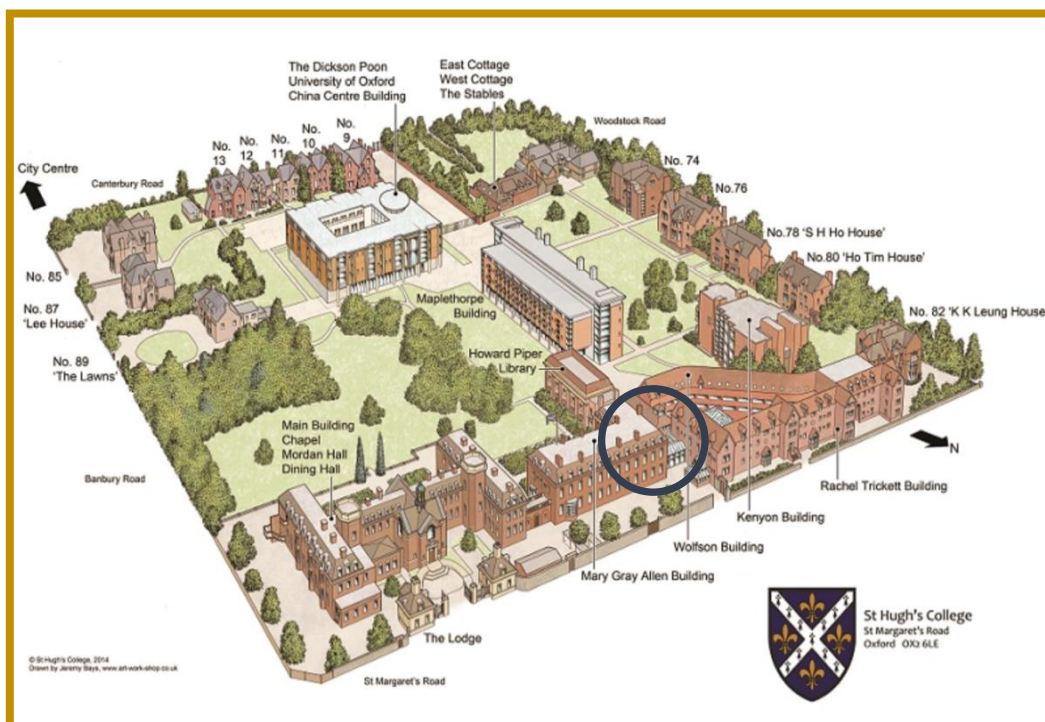 The Dickson Poon
University of Oxford
China Centre Building
East Cottage
West Cottage
The Stables
Woodstock Road
No.
13
No.
12
No.
11
No.
10
No.
9
No. 74
No.76
City Centre
Canterbury Road
No.78 ‘S H Ho House’
No.80 ‘Ho Tim House’
No. 85
No. 87
‘Lee House’
No. 82 ‘K K Leung House’
Maplethorpe
Building
No. 89
‘The Lawns’
Howard Piper
Library
Main Building
Chapel
Mordan Hall
Dining Hall
N
Banbury Road
Rachel Trickett Building
Kenyon Building
Wolfson Building
Mary Gray Allen Building
The Lodge
St Margaret's Road
St Hugh's College
St Margaret's Road
Oxford OX2 6LE
© St Hugh's College, 2014
Drawn by Jeremy Bays, www.art-work-shop.co.uk